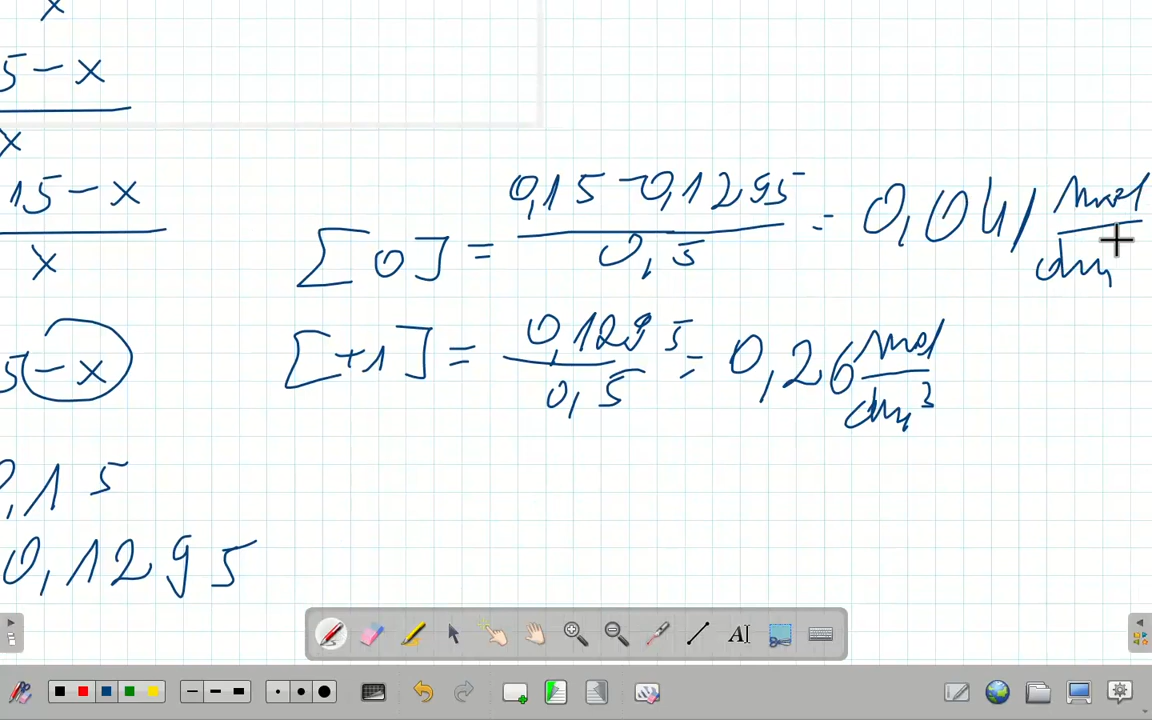 x
5-x
x
15-x
x
[0] = 0,15-0,1295 / 0,5 = 0,041 mol/dm
5-x
[+1] = 0,1295 / 0,5 = 0,26 mol/dm³
0,15
0,1295